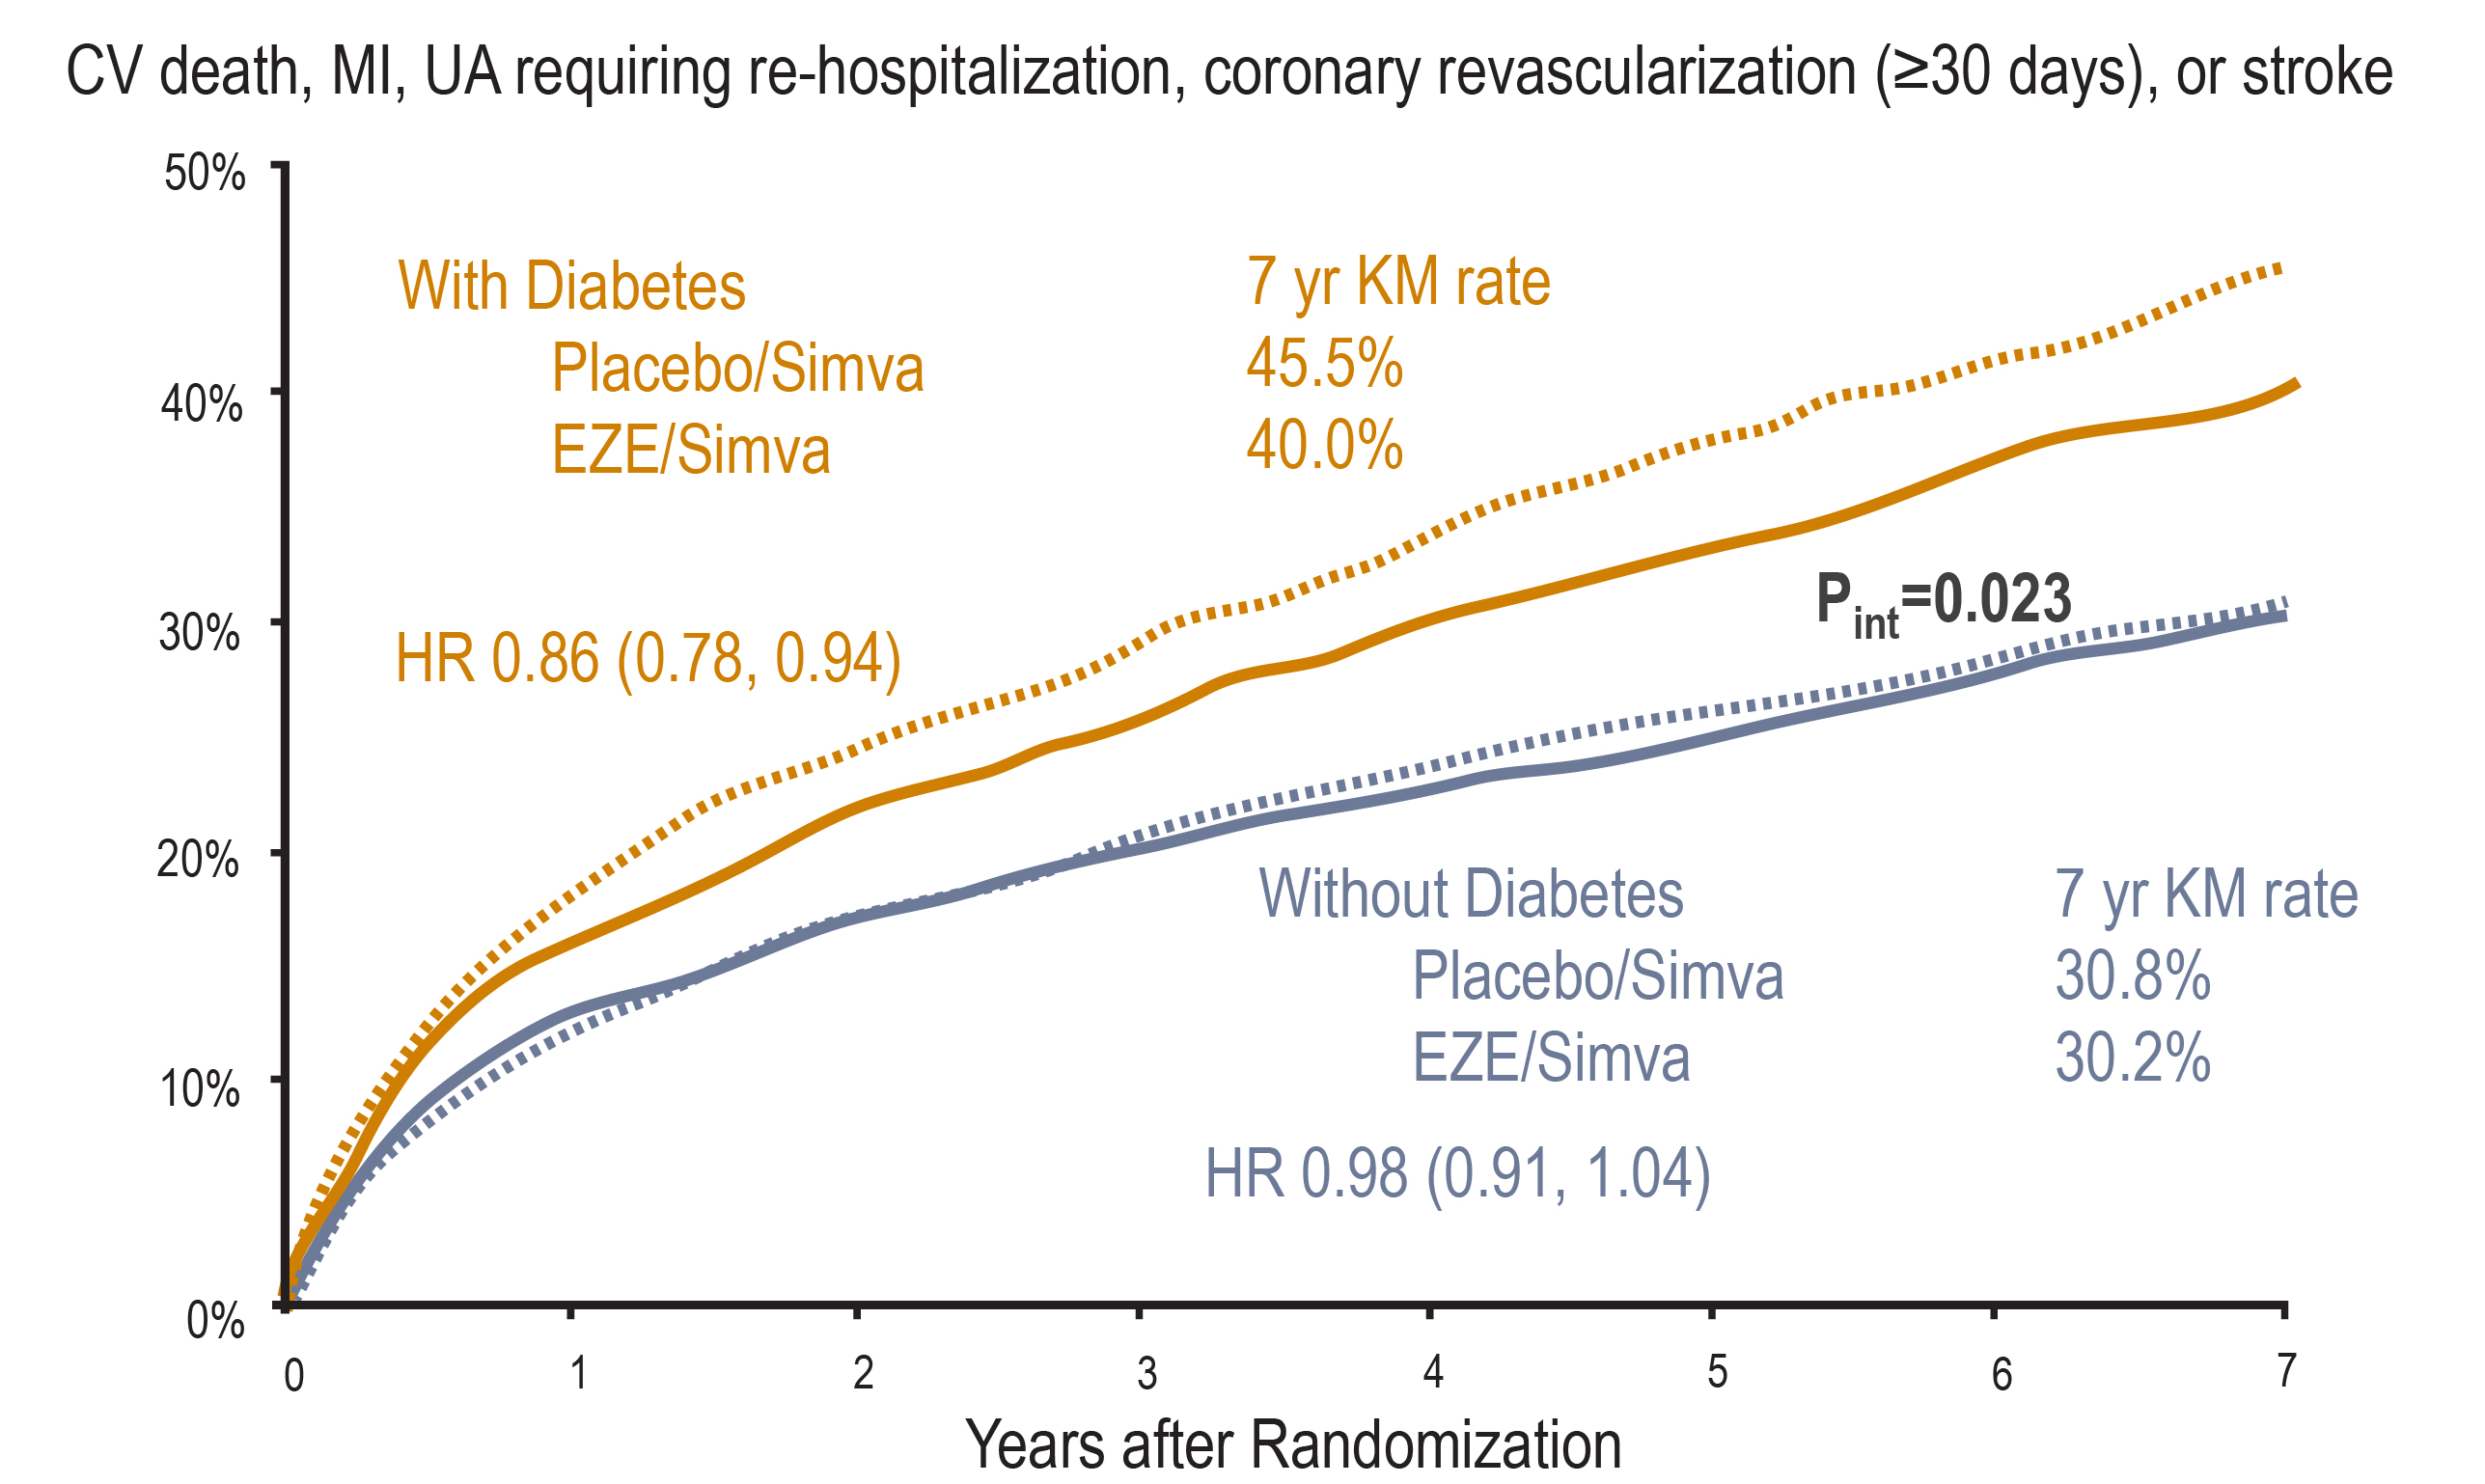 CV death, MI, UA requiring re-hospitalization, coronary revascularization (≥30 days), or stroke
50%
40%
30%
20%
10%
0%
With Diabetes 7 yr KM rate
Placebo/Simva 45.5%
EZE/Simva 40.0%
HR 0.86 (0.78, 0.94)
Pint=0.023
Without Diabetes 7 yr KM rate
Placebo/Simva 30.8%
EZE/Simva 30.2%
HR 0.98 (0.91, 1.04)
0 1 2 3 4 5 6 7
Years after Randomization